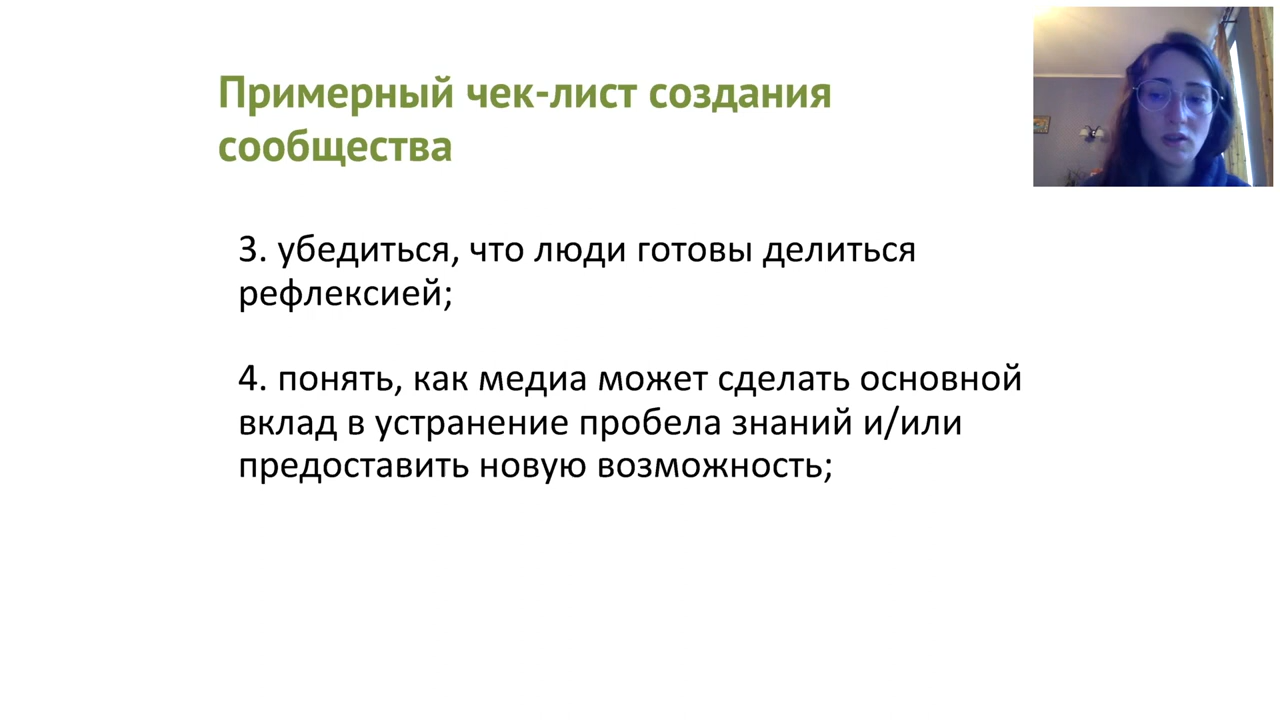 Примерный чек-лист создания
сообщества
3. убедиться, что люди готовы делиться
рефлексией;
4. понять, как медиа может сделать основной
вклад в устранение пробела знаний и/или
предоставить новую возможность;